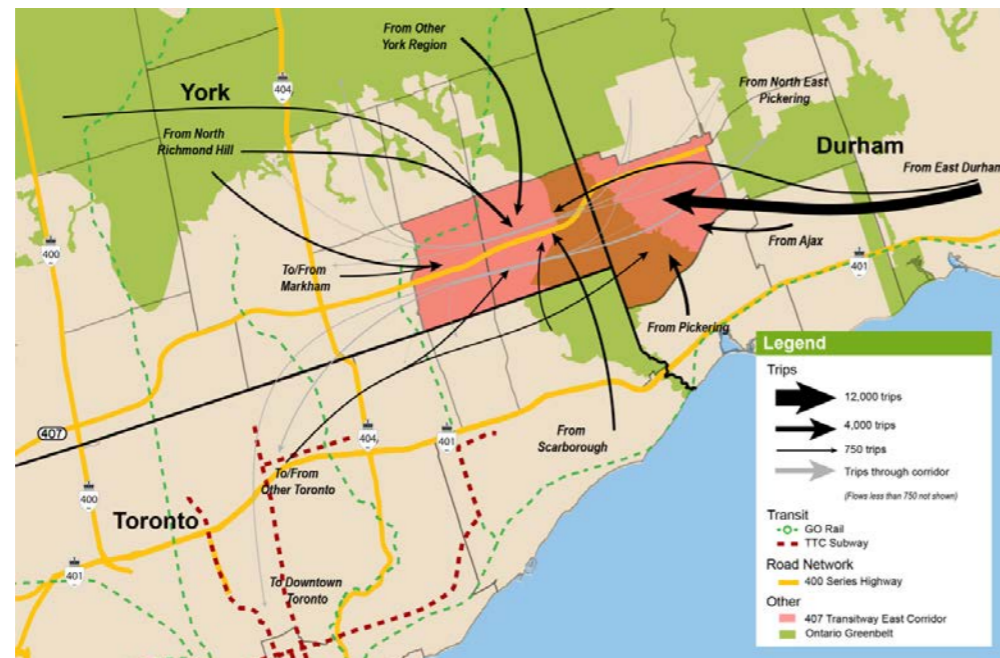 From Other
York Region
404
York
From North
Richmond Hill
From North East
Pickering
Durham
From East Durham
400
From Ajax
401
To/From
Markham
From Pickering
407
404
401
From
Scarborough
To/From
Other Toronto
400
Toronto
401
To Downtown
Toronto
Legend
Trips
12,000 trips
4,000 trips
750 trips
Trips through corridor
(Flows less than 750 not shown)
Transit
GO Rail
TTC Subway
Road Network
400 Series Highway
Other
407 Transitway East Corridor
Ontario Greenbelt